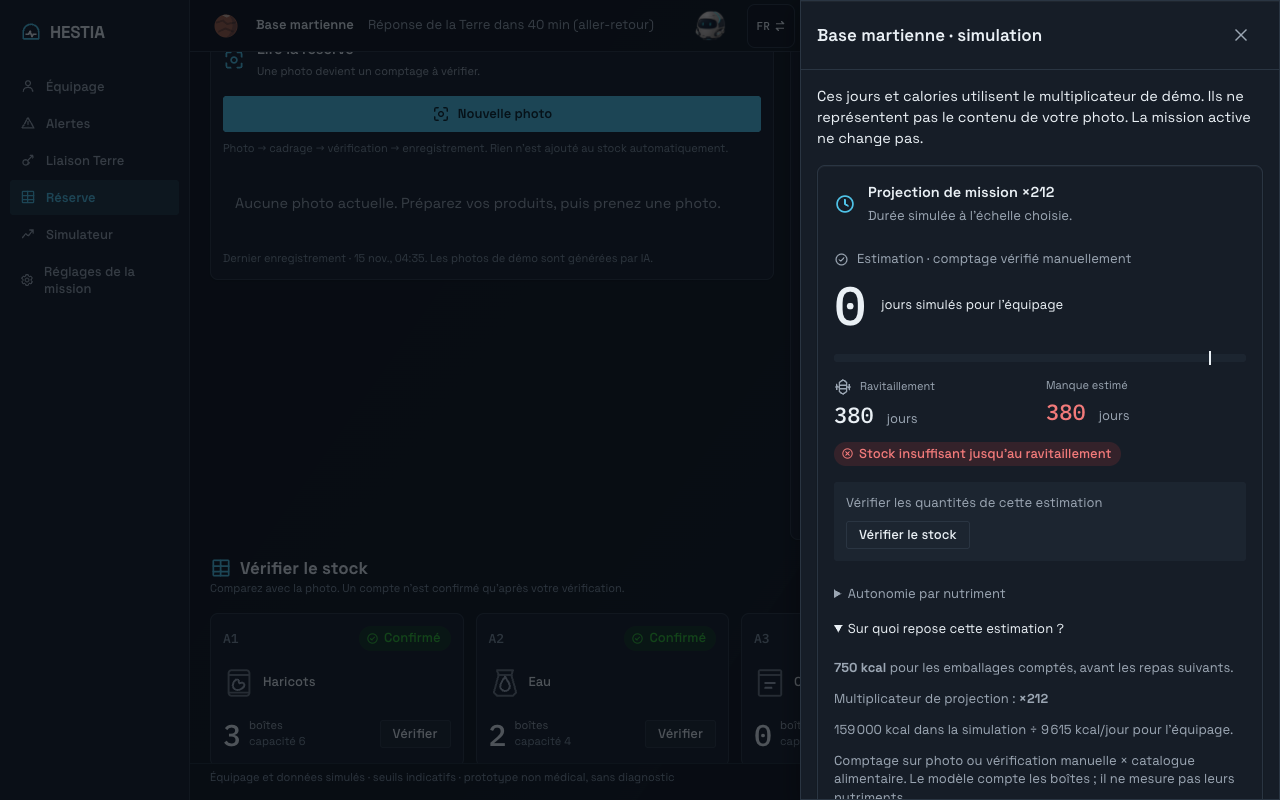 HESTIA
Équipage
Alertes
Liaison Terre
Réserve
Simulateur
Réglages de la
mission
Base martienne Réponse de la Terre dans 40 min (aller-retour)
FR
Lire la réserve
Une photo devient un comptage à vérifier.
Nouvelle photo
Photo → cadrage → vérification → enregistrement. Rien n'est ajouté au stock automatiquement.
Aucune photo actuelle. Préparez vos produits, puis prenez une photo.
Dernier enregistrement · 15 nov., 04:35. Les photos de démo sont générées par IA.
Vérifier le stock
Comparez avec la photo. Un compte n'est confirmé qu'après votre vérification.
A1 Confirmé
Haricots
3 boîtes
capacité 6
Vérifier
A2 Confirmé
Eau
2 boîtes
capacité 4
Vérifier
A3
0
Équipage et données simulés · seuils indicatifs · prototype non médical, sans diagnostic
Base martienne · simulation
Ces jours et calories utilisent le multiplicateur de démo. Ils ne
représentent pas le contenu de votre photo. La mission active
ne change pas.
Projection de mission ×212
Durée simulée à l'échelle choisie.
Estimation · comptage vérifié manuellement
0 jours simulés pour l'équipage
Ravitaillement
380 jours
Manque estimé
380 jours
Stock insuffisant jusqu'au ravitaillement
Vérifier les quantités de cette estimation
Vérifier le stock
Autonomie par nutriment
Sur quoi repose cette estimation ?
750 kcal pour les emballages comptés, avant les repas suivants.
Multiplicateur de projection : ×212
159 000 kcal dans la simulation ÷ 9 615 kcal/jour pour l'équipage.
Comptage sur photo ou vérification manuelle × catalogue
alimentaire. Le modèle compte les boîtes ; il ne mesure pas leurs
nutriments.